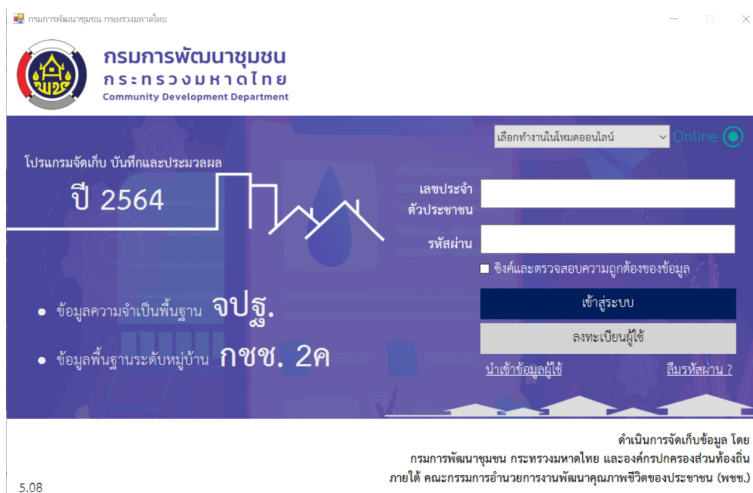 กรมการพัฒนาชุมชน กระทรวงมหาดไทย
พช
กรมการพัฒนาชุมชน
กระทรวงมหาดไทย
Community Development Department
เลือกทำงานในโหมดออนไลน์
Online
โปรแกรมจัดเก็บ บันทึกและประมวลผล
ปี 2564
เลขประจำ
ตัวประชาชน
รหัสผ่าน
ซิงค์และตรวจสอบความถูกต้องของข้อมูล
ข้อมูลความจำเป็นพื้นฐาน จปฐ.
เข้าสู่ระบบ
ลงทะเบียนผู้ใช้
ข้อมูลพื้นฐานระดับหมู่บ้าน กชช. 2ค
นำเข้าข้อมูลผู้ใช้
ลืมรหัสผ่าน ?
ดำเนินการจัดเก็บข้อมูล โดย
กรมการพัฒนาชุมชน กระทรวงมหาดไทย และองค์กรปกครองส่วนท้องถิ่น
ภายใต้ คณะกรรมการอำนวยการงานพัฒนาคุณภาพชีวิตของประชาชน (พชช.)
5.08